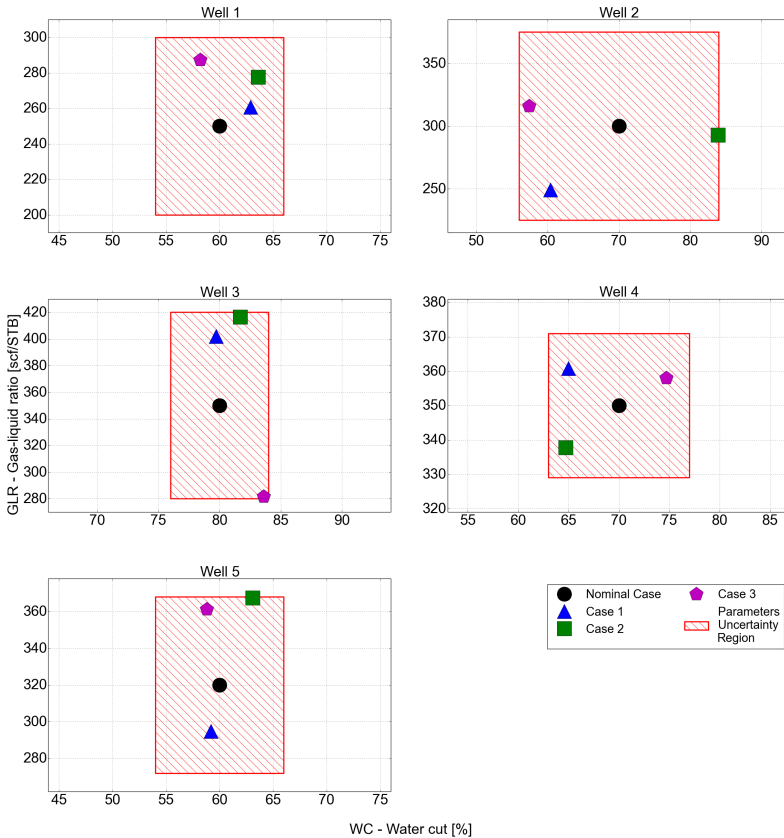 Well 1
300
280
260
240
220
200
45 50 55 60 65 70 75
Well 2
350
300
250
50 60 70 80 90
Well 3
420
400
380
360
340
320
300
280
70 75 80 85 90
Well 4
380
370
360
350
340
330
320
55 60 65 70 75 80 85
GLR - Gas-liquid ratio [scf/STB]
Well 5
360
340
320
300
280
45 50 55 60 65 70 75
Nominal Case
Case 1
Case 2
Case 3
Parameters
Uncertainty
Region
WC - Water cut [%]